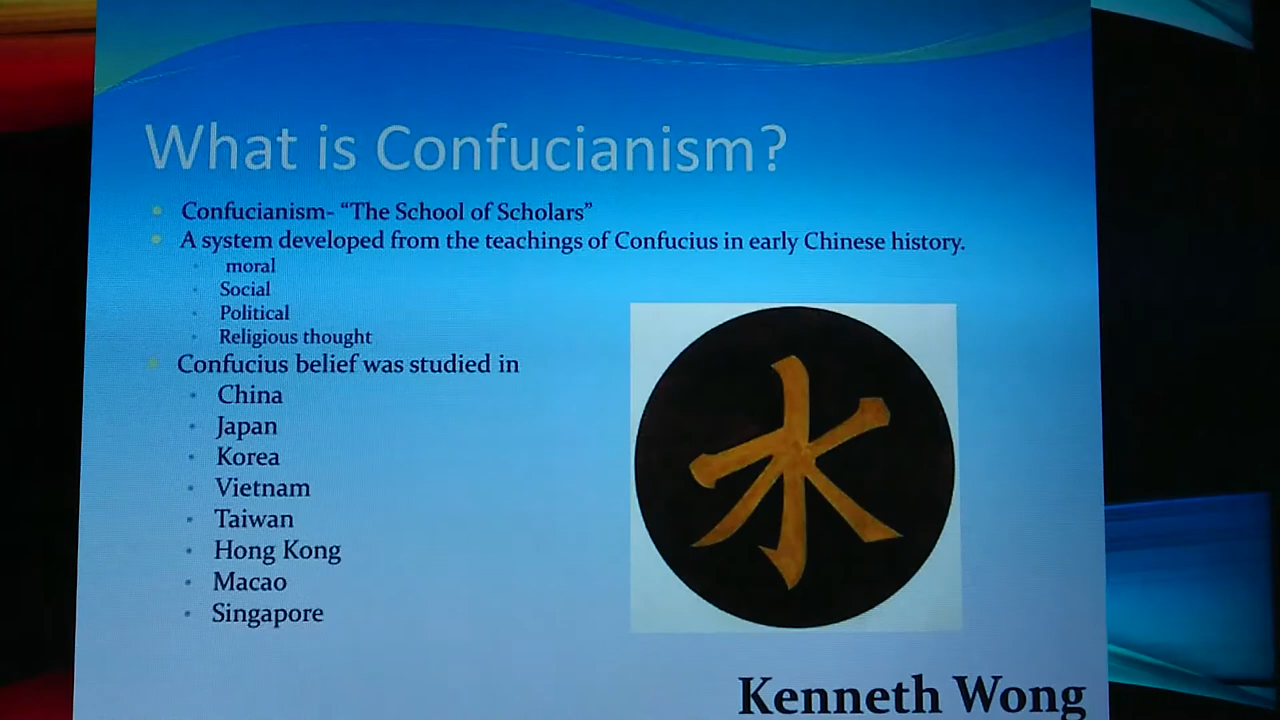 What is Confucianism?
Confucianism- “The School of Scholars”
A system developed from the teachings of Confucius in early Chinese history.
moral
Social
Political
Religious thought
Confucius belief was studied in
China
Japan
Korea
Vietnam
Taiwan
Hong Kong
Macao
Singapore
水
Kenneth Wong